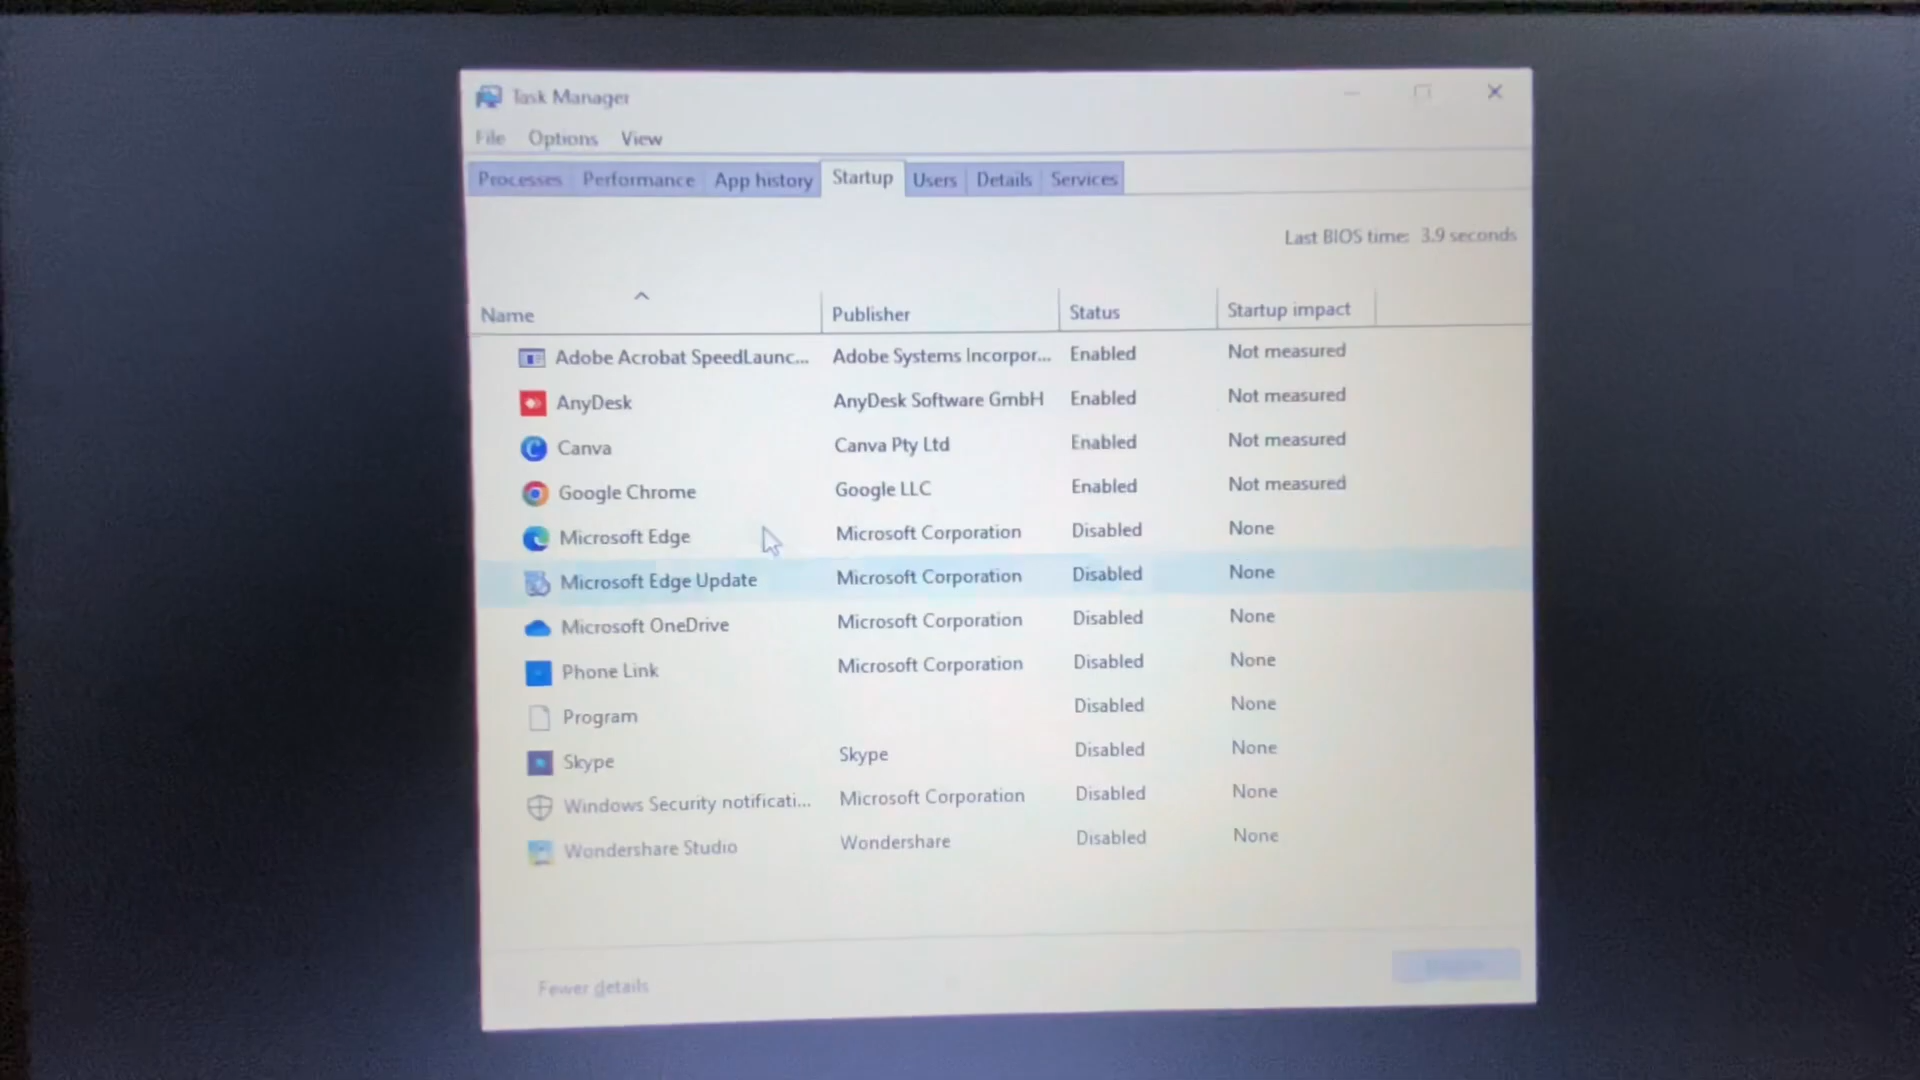 Task Manager
File Options View
Processes Performance App history Startup Users Details Services
Last BIOS time: 3.9 seconds
Name Publisher Status Startup impact
Adobe Acrobat SpeedLaunc... Adobe Systems Incorpor... Enabled Not measured
AnyDesk AnyDesk Software GmbH Enabled Not measured
Canva Canva Pty Ltd Enabled Not measured
Google Chrome Google LLC Enabled Not measured
Microsoft Edge Microsoft Corporation Disabled None
Microsoft Edge Update Microsoft Corporation Disabled None
Microsoft OneDrive Microsoft Corporation Disabled None
Phone Link Microsoft Corporation Disabled None
Program Disabled None
Skype Skype Disabled None
Windows Security notificati... Microsoft Corporation Disabled None
Wondershare Studio Wondershare Disabled None
Fewer details